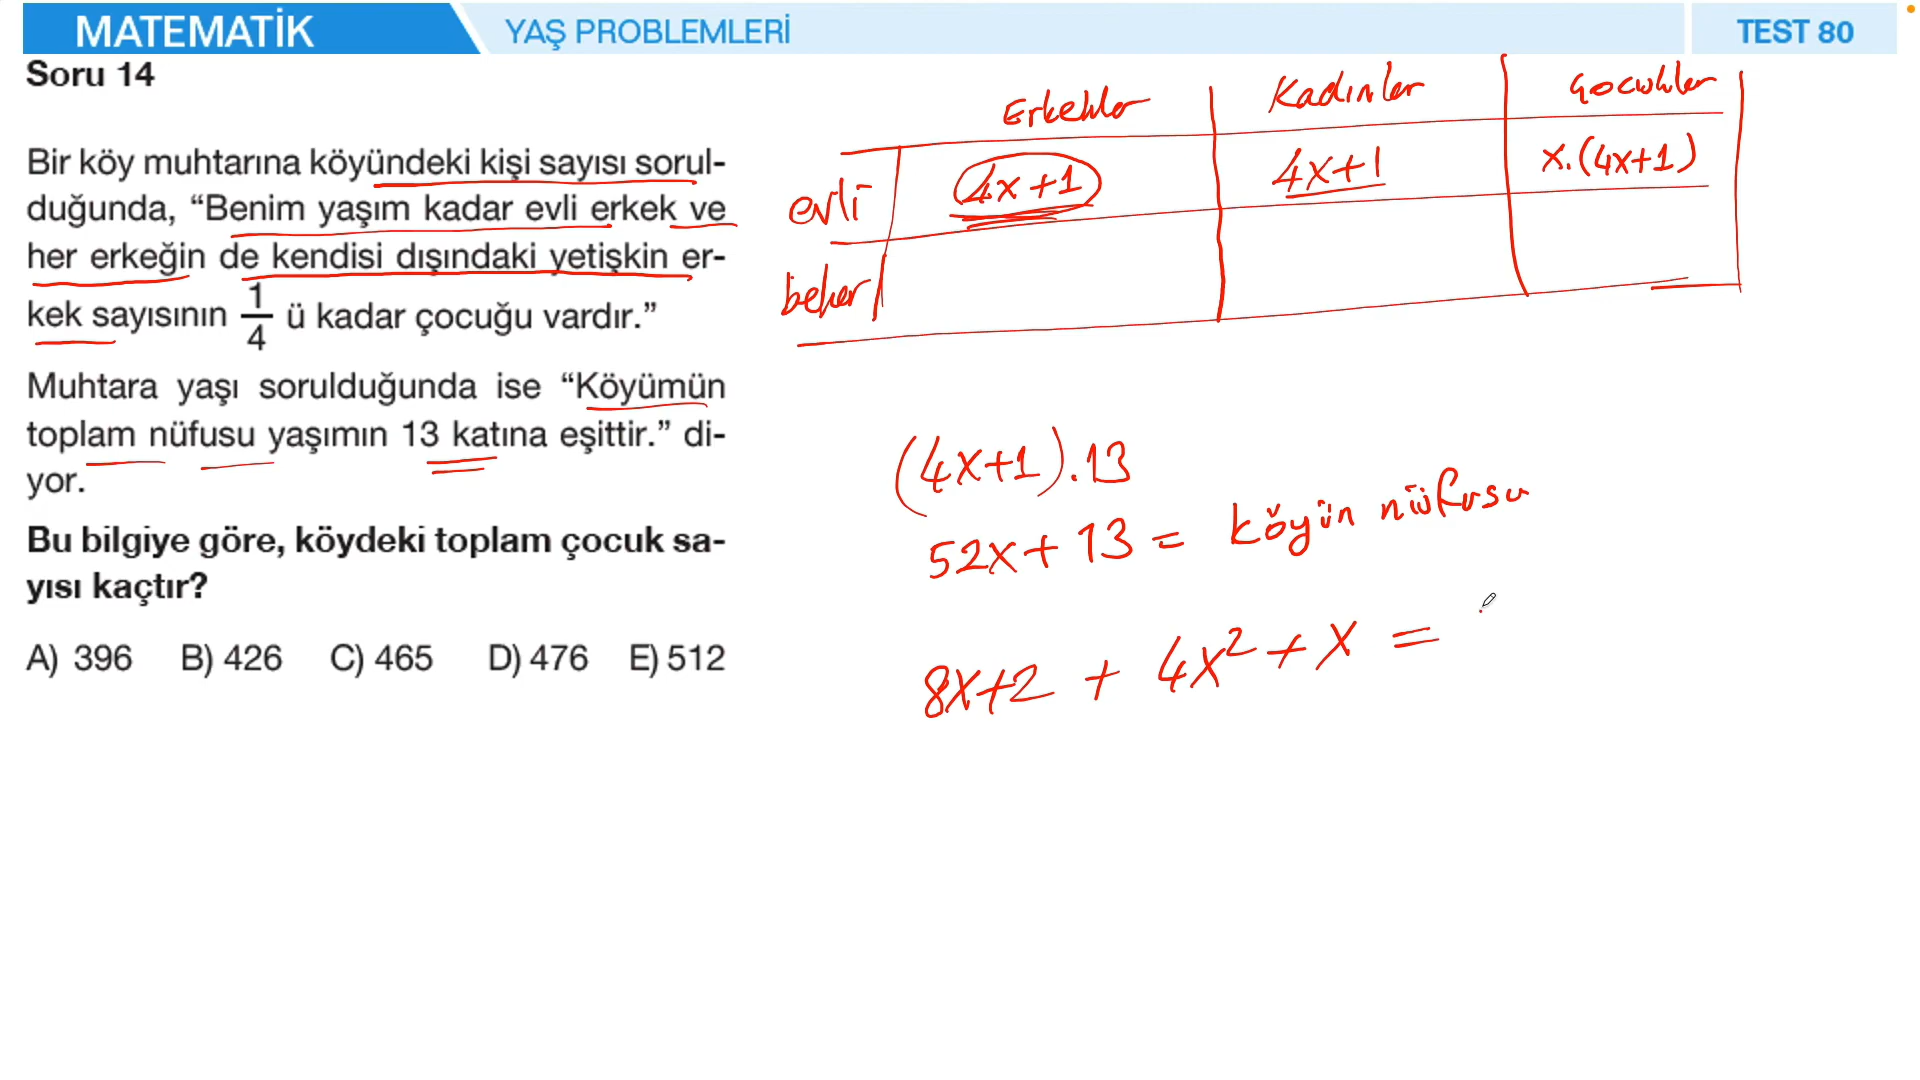 MATEMATİK
YAŞ PROBLEMLERİ
TEST 80
Soru 14
Bir köy muhtarına köyündeki kişi sayısı sorul-
duğunda, “Benim yaşım kadar evli erkek ve
her erkeğin de kendisi dışındaki yetişkin er-
kek sayısının 1/4 ü kadar çocuğu vardır.”
Muhtara yaşı sorulduğunda ise “Köyümün
toplam nüfusu yaşımın 13 katına eşittir.” di-
yor.
Bu bilgiye göre, köydeki toplam çocuk sa-
yısı kaçtır?
A) 396 B) 426 C) 465 D) 476 E) 512
Erkekler Kadınlar Çocuklar
evli 4x+1 4x+1 x.(4x+1)
bekar
(4x+1).13
52x+13 = köyün nüfusu
8x+2 + 4x²+x =